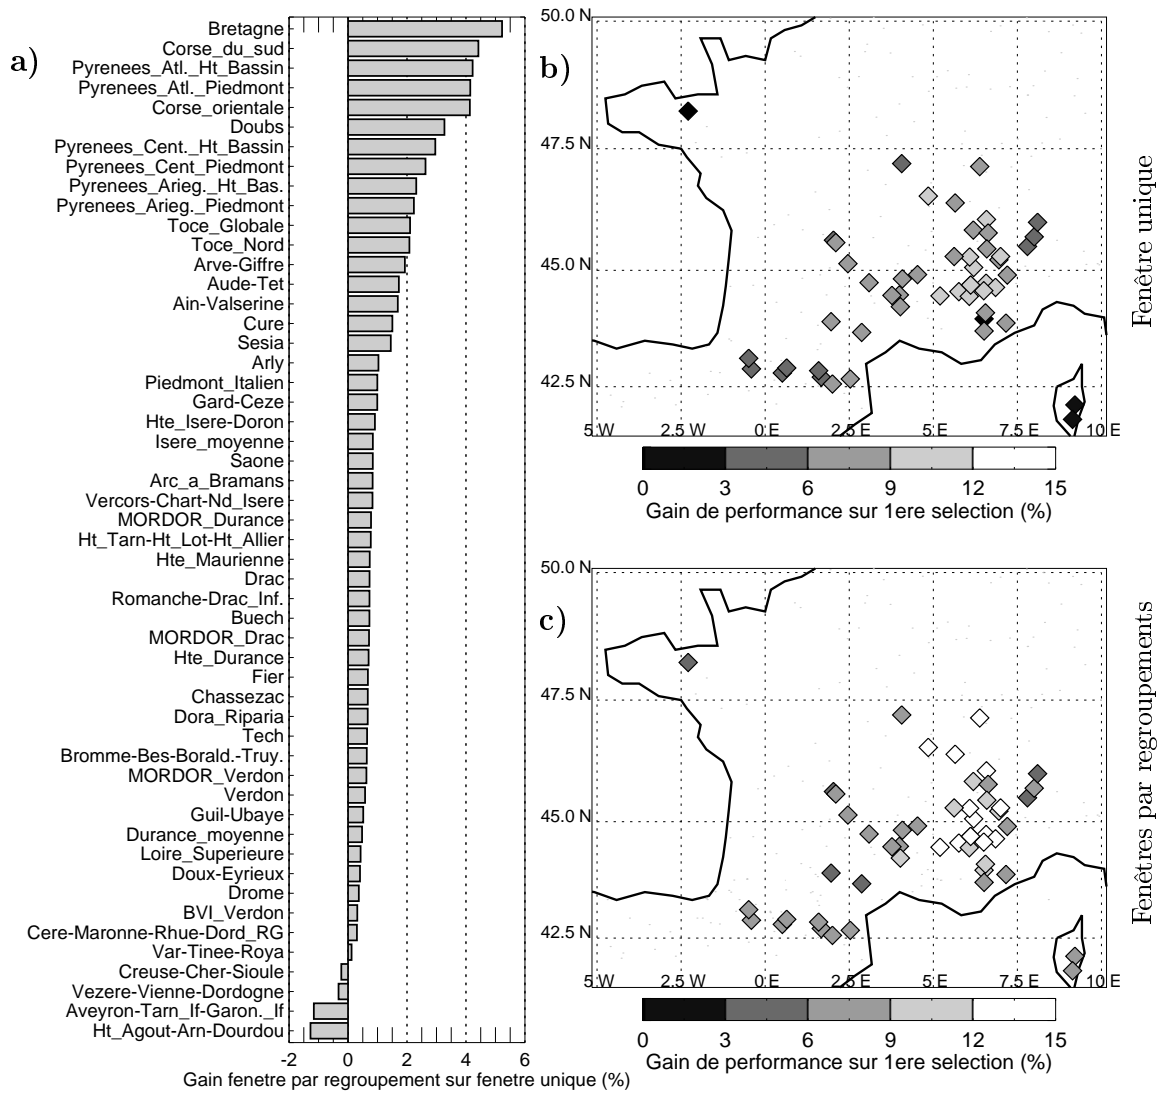 a)
Bretagne
Corse_du_sud
Pyrenees_Atl._Ht_Bassin
Pyrenees_Atl._Piedmont
Corse_orientale
Doubs
Pyrenees_Cent._Ht_Bassin
Pyrenees_Cent_Piedmont
Pyrenees_Arieg._Ht_Bas.
Pyrenees_Arieg._Piedmont
Toce_Globale
Toce_Nord
Arve-Giffre
Aude-Tet
Ain-Valserine
Cure
Sesia
Arly
Piedmont_Italien
Gard-Ceze
Hte_Isere-Doron
Isere_moyenne
Saone
Arc_a_Bramans
Vercors-Chart-Nd_Isere
MORDOR_Durance
Ht_Tarn-Ht_Lot-Ht_Allier
Hte_Maurienne
Drac
Romanche-Drac_Inf.
Buech
MORDOR_Drac
Hte_Durance
Fier
Chassezac
Dora_Riparia
Tech
Bromme-Bes-Borald.-Truy.
MORDOR_Verdon
Verdon
Guil-Ubaye
Durance_moyenne
Loire_Superieure
Doux-Eyrieux
Drome
BVI_Verdon
Cere-Maronne-Rhue-Dord_RG
Var-Tinee-Roya
Creuse-Cher-Sioule
Vezere-Vienne-Dordogne
Aveyron-Tarn_If-Garon._If
Ht_Agout-Arn-Dourdou
-2 0 2 4 6
Gain fenetre par regroupement sur fenetre unique (%)
b)
50.0 N
47.5 N
45.0 N
42.5 N
5 W 2.5 W 0 E 2.5 E 5 E 7.5 E 10 E
0 3 6 9 12 15
Gain de performance sur 1ere selection (%)
Fenêtre unique
c)
50.0 N
47.5 N
45.0 N
42.5 N
5 W 2.5 W 0 E 2.5 E 5 E 7.5 E 10 E
0 3 6 9 12 15
Gain de performance sur 1ere selection (%)
Fenêtres par regroupements